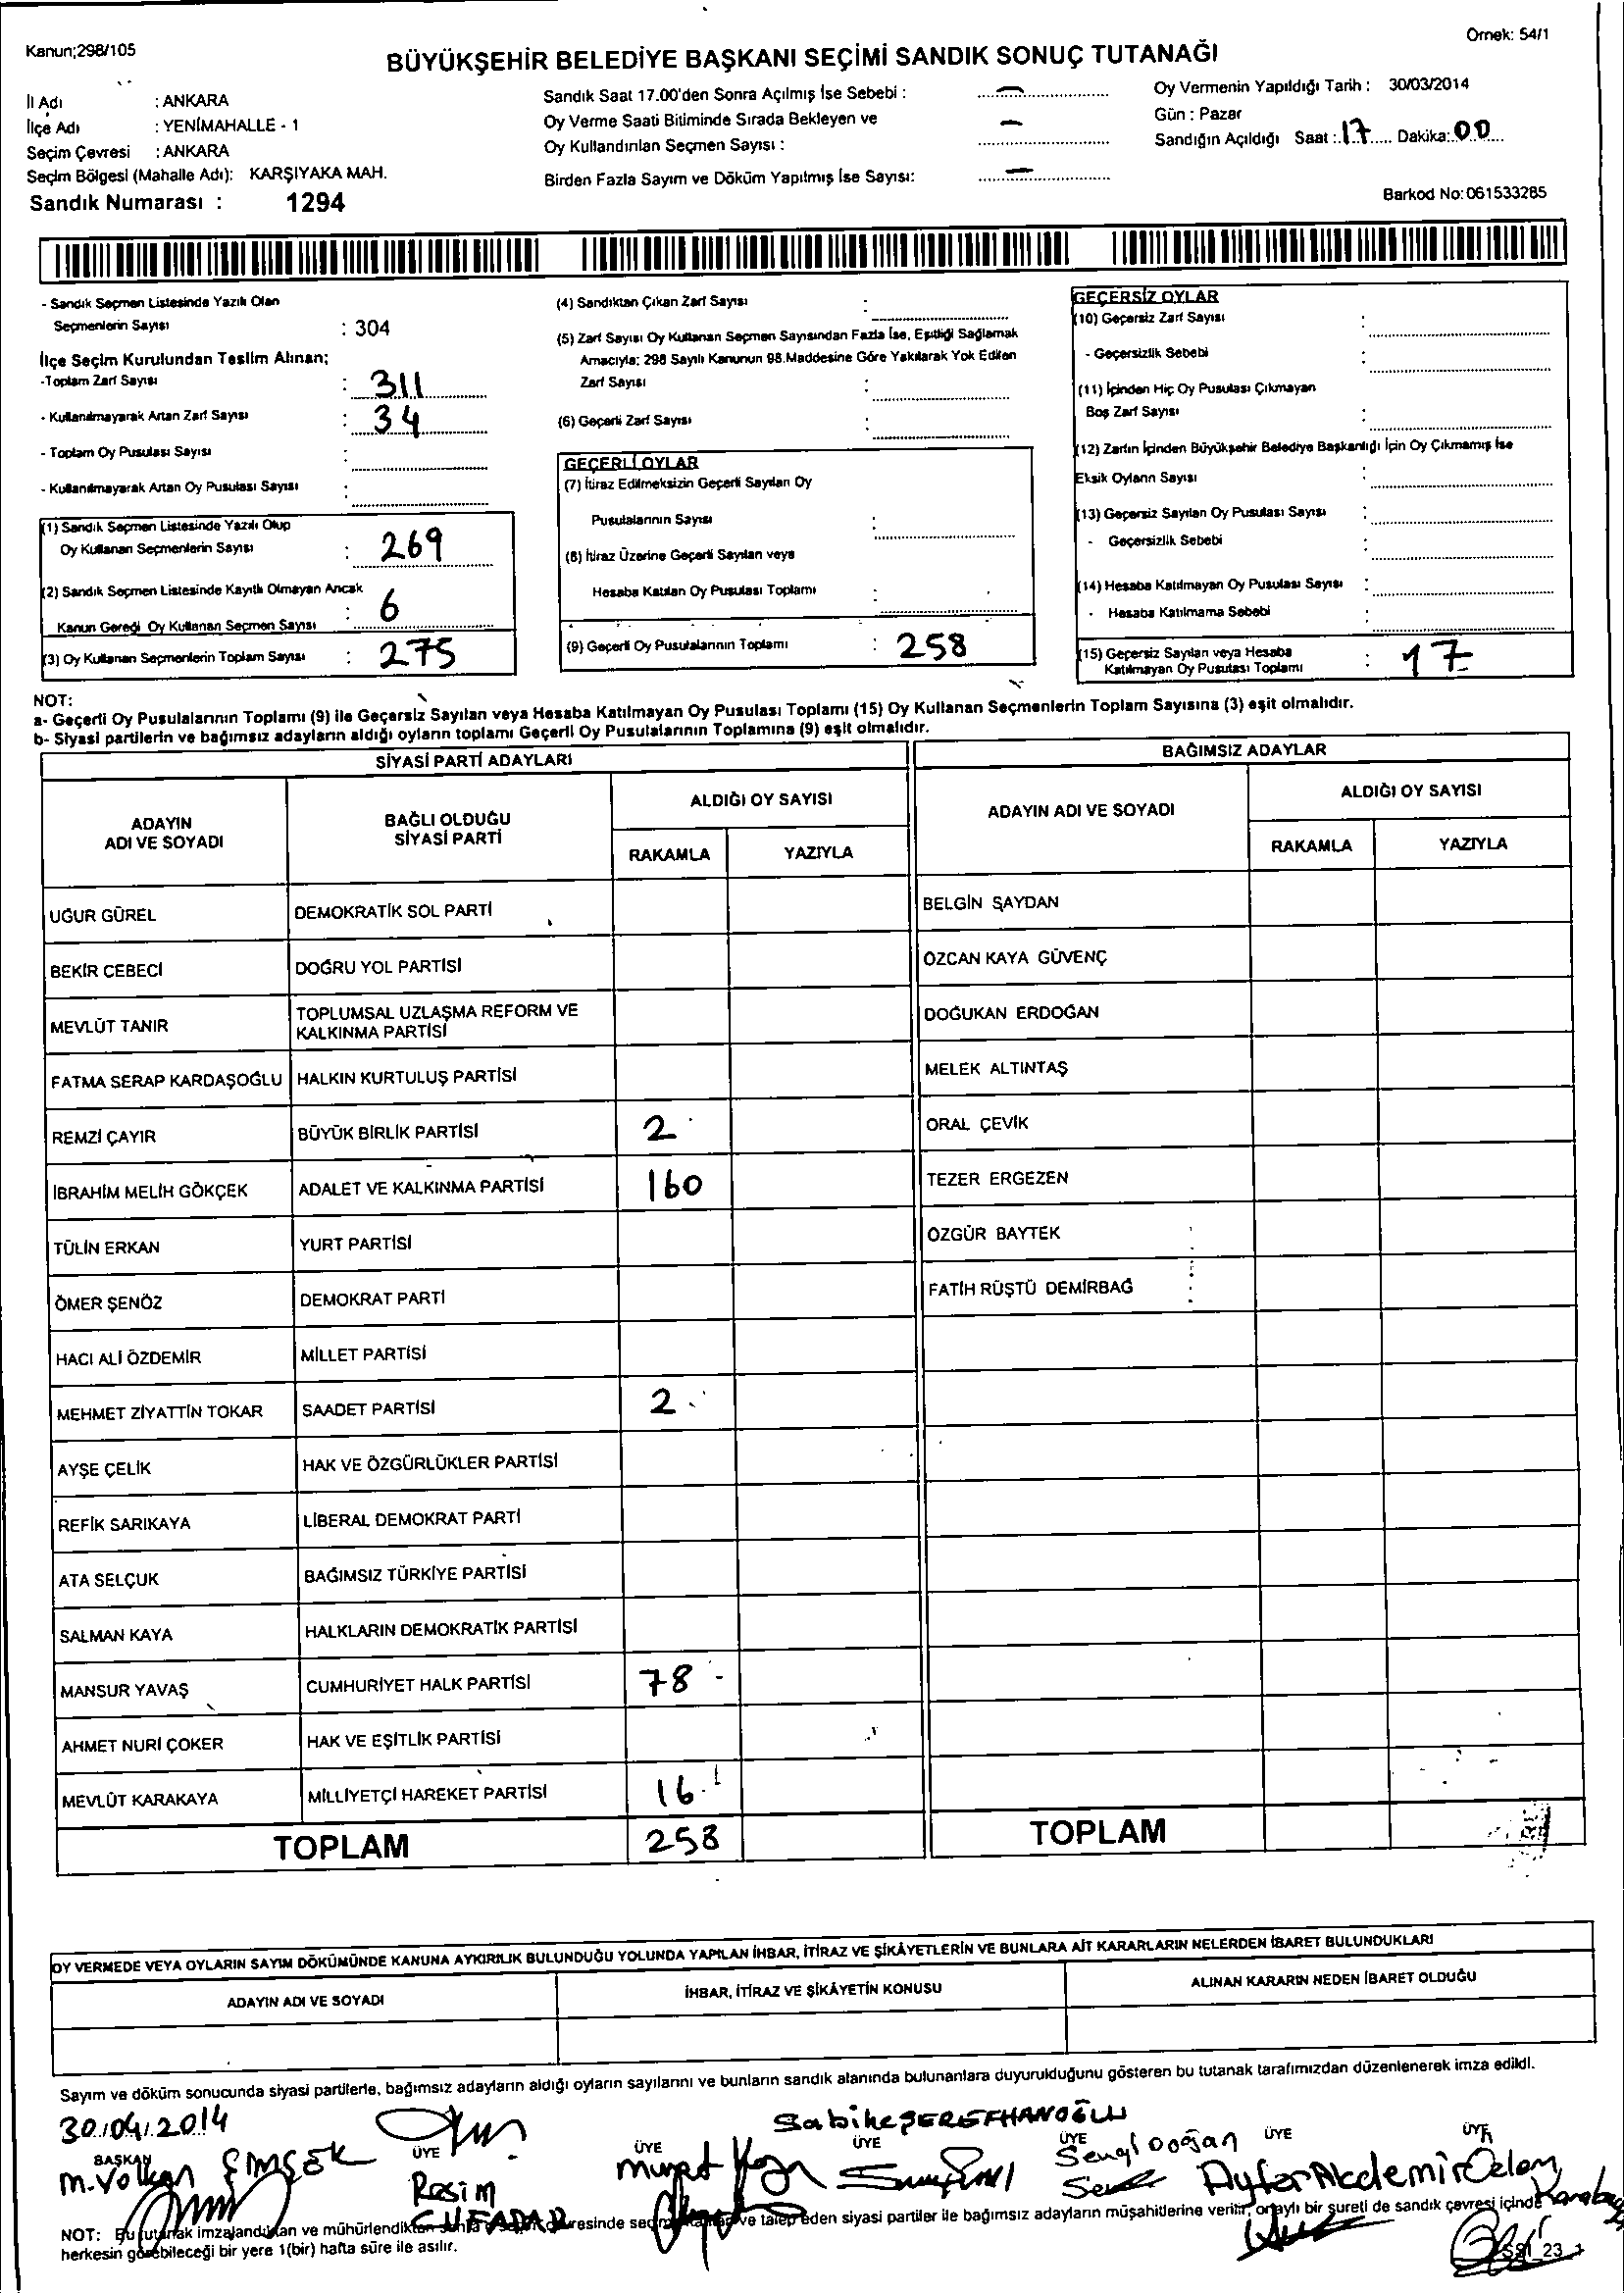 Kanun;298/105
Örnek: 54/1
BÜYÜKŞEHİR BELEDİYE BAŞKANI SEÇİMİ SANDIK SONUÇ TUTANAĞI
İl Adı : ANKARA
İlçe Adı : YENİMAHALLE - 1
Seçim Çevresi : ANKARA
Seçim Bölgesi (Mahalle Adı): KARŞIYAKA MAH.
Sandık Numarası : 1294
Sandık Saat 17.00'den Sonra Açılmış İse Sebebi : —
Oy Verme Saati Bitiminde Sırada Bekleyen ve
Oy Kullandırılan Seçmen Sayısı : —
Birden Fazla Sayım ve Döküm Yapılmış İse Sayısı: —
Oy Vermenin Yapıldığı Tarih : 30/03/2014
Gün : Pazar
Sandığın Açıldığı Saat : 17 Dakika: 00
Barkod No: 061533285
- Sandık Seçmen Listesinde Yazılı Olan
Seçmenlerin Sayısı : 304
İlçe Seçim Kurulundan Teslim Alınan;
-Toplam Zarf Sayısı : 311
- Kullanılmayarak Artan Zarf Sayısı : 34
- Toplam Oy Pusulası Sayısı :
- Kullanılmayarak Artan Oy Pusulası Sayısı :
(1) Sandık Seçmen Listesinde Yazılı Olup
Oy Kullanan Seçmenlerin Sayısı : 269
(2) Sandık Seçmen Listesinde Kayıtlı Olmayan Ancak
Kanun Gereği Oy Kullanan Seçmen Sayısı : 6
(3) Oy Kullanan Seçmenlerin Toplam Sayısı : 275
(4) Sandıktan Çıkan Zarf Sayısı :
(5) Zarf Sayısı Oy Kullanan Seçmen Sayısından Fazla İse, Eşitliği Sağlamak
Amacıyla; 298 Sayılı Kanunun 98.Maddesine Göre Yakılarak Yok Edilen
Zarf Sayısı :
(6) Geçerli Zarf Sayısı :
GEÇERLİ OYLAR
(7) İtiraz Edilmeksizin Geçerli Sayılan Oy
Pusulalarının Sayısı :
(8) İtiraz Üzerine Geçerli Sayılan veya
Hesaba Katılan Oy Pusulası Toplamı :
(9) Geçerli Oy Pusulalarının Toplamı : 258
GEÇERSİZ OYLAR
(10) Geçersiz Zarf Sayısı :
- Geçersizlik Sebebi :
(11) İçinden Hiç Oy Pusulası Çıkmayan
Boş Zarf Sayısı :
(12) Zarfın İçinden Büyükşehir Belediye Başkanlığı İçin Oy Çıkmamış İse
Eksik Oyların Sayısı :
(13) Geçersiz Sayılan Oy Pusulası Sayısı :
- Geçersizlik Sebebi :
(14) Hesaba Katılmayan Oy Pusulası Sayısı :
- Hesaba Katılmama Sebebi :
(15) Geçersiz Sayılan veya Hesaba
Katılmayan Oy Pusulası Toplamı : 17
NOT:
a- Geçerli Oy Pusulalarının Toplamı (9) ile Geçersiz Sayılan veya Hesaba Katılmayan Oy Pusulası Toplamı (15) Oy Kullanan Seçmenlerin Toplam Sayısına (3) eşit olmalıdır.
b- Siyasi partilerin ve bağımsız adayların aldığı oyların toplamı Geçerli Oy Pusulalarının Toplamına (9) eşit olmalıdır.
SİYASİ PARTİ ADAYLARI
ADAYIN ADI VE SOYADI
BAĞLI OLDUĞU SİYASİ PARTİ
ALDIĞI OY SAYISI
RAKAMLA YAZIYLA
UĞUR GÜREL DEMOKRATİK SOL PARTİ
BEKİR CEBECİ DOĞRU YOL PARTİSİ
MEVLÜT TANIR TOPLUMSAL UZLAŞMA REFORM VE KALKINMA PARTİSİ
FATMA SERAP KARDAŞOĞLU HALKIN KURTULUŞ PARTİSİ
REMZİ ÇAYIR BÜYÜK BİRLİK PARTİSİ 2
İBRAHİM MELİH GÖKÇEK ADALET VE KALKINMA PARTİSİ 160
TÜLİN ERKAN YURT PARTİSİ
ÖMER ŞENÖZ DEMOKRAT PARTİ
HACI ALİ ÖZDEMİR MİLLET PARTİSİ
MEHMET ZİYATTİN TOKAR SAADET PARTİSİ 2
AYŞE ÇELİK HAK VE ÖZGÜRLÜKLER PARTİSİ
REFİK SARIKAYA LİBERAL DEMOKRAT PARTİ
ATA SELÇUK BAĞIMSIZ TÜRKİYE PARTİSİ
SALMAN KAYA HALKLARIN DEMOKRATİK PARTİSİ
MANSUR YAVAŞ CUMHURİYET HALK PARTİSİ 78
AHMET NURİ ÇOKER HAK VE EŞİTLİK PARTİSİ
MEVLÜT KARAKAYA MİLLİYETÇİ HAREKET PARTİSİ 16
TOPLAM 258
BAĞIMSIZ ADAYLAR
ADAYIN ADI VE SOYADI
ALDIĞI OY SAYISI
RAKAMLA YAZIYLA
BELGİN ŞAYDAN
ÖZCAN KAYA GÜVENÇ
DOĞUKAN ERDOĞAN
MELEK ALTINTAŞ
ORAL ÇEVİK
TEZER ERGEZEN
ÖZGÜR BAYTEK
FATİH RÜŞTÜ DEMİRBAĞ
TOPLAM
OY VERMEDE VEYA OYLARIN SAYIM DÖKÜMÜNDE KANUNA AYKIRILIK BULUNDUĞU YOLUNDA YAPILAN İHBAR, İTİRAZ VE ŞİKÂYETLERİN VE BUNLARA AİT KARARLARIN NELERDEN İBARET BULUNDUKLARI
ADAYIN ADI VE SOYADI
İHBAR, İTİRAZ VE ŞİKÂYETİN KONUSU
ALINAN KARARIN NEDEN İBARET OLDUĞU
Sayım ve döküm sonucunda siyasi partilerle, bağımsız adayların aldığı oyların sayılarını ve bunların sandık alanında bulunanlara duyurulduğunu gösteren bu tutanak tarafımızdan düzenlenerek imza edildi.
30/04/2014
Sabike ŞEREFHANOĞLU
BAŞKAN ÜYE ÜYE ÜYE ÜYE ÜYE ÜYE
M.Volkan ŞİMŞEK
Rasim ÇUFADAR
Murat
Sengl Doğan
Ayfer Akdemir
NOT: Bu tutanak imzalandıktan ve mühürlendikten sonra talep eden siyasi partiler ile bağımsız adayların müşahitlerine verilir, onaylı bir sureti de sandık çevresi içinde
herkesin görebileceği bir yere 1(bir) hafta süre ile asılır.